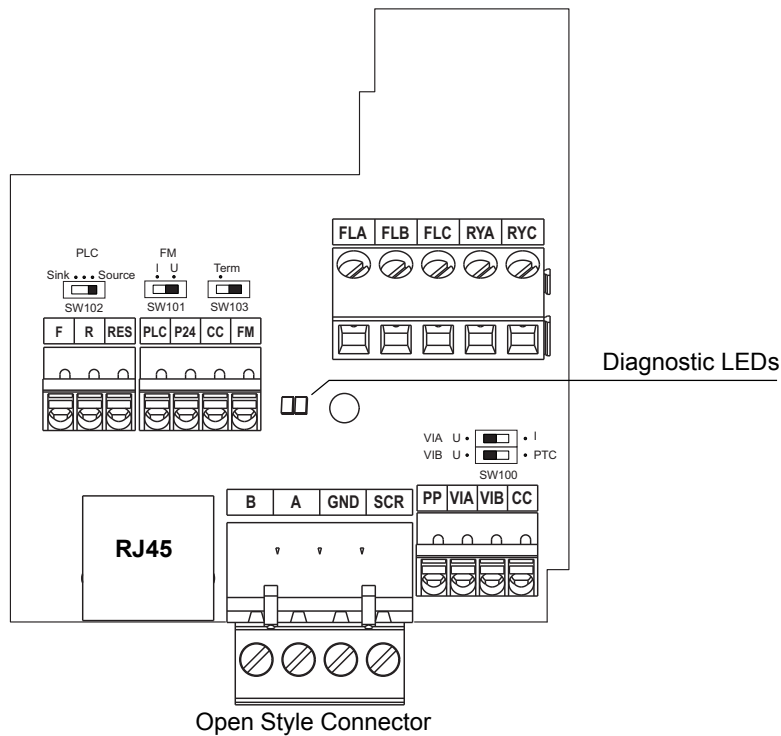 FLA FLB FLC RYA RYC
PLC FM
I U
Sink Source Term
SW102 SW101 SW103
F R RES PLC P24 CC FM
Diagnostic LEDs
VIA U I
VIB U PTC
SW100
B A GND SCR PP VIA VIB CC
RJ45
Open Style Connector